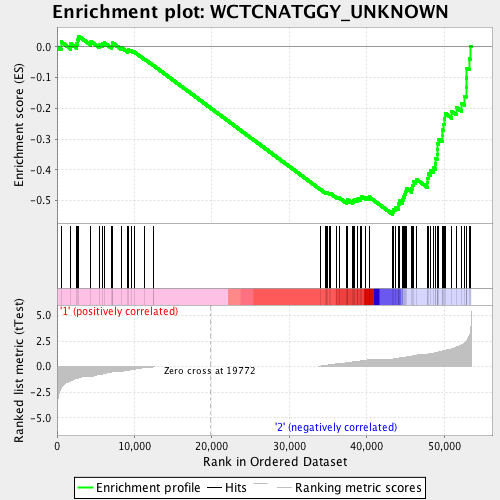 Enrichment plot: WCTCNATGGY_UNKNOWN
Enrichment score (ES)
0.0
-0.1
-0.2
-0.3
-0.4
-0.5
'1' (positively correlated)
Ranked list metric (tTest)
5.0
2.5
0.0
-2.5
-5.0
Zero cross at 19772
'2' (negatively correlated)
0
10,000
20,000
30,000
40,000
50,000
Rank in Ordered Dataset
Enrichment profile
Hits
Ranking metric scores